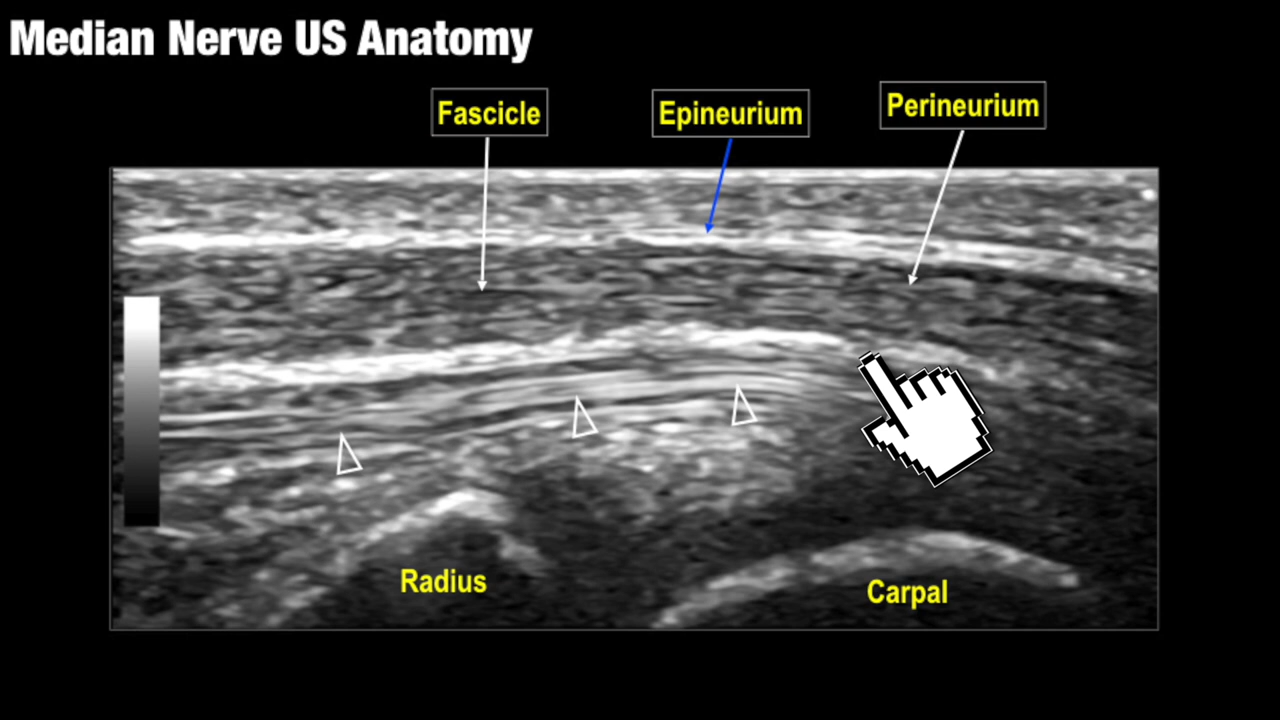 Median Nerve US Anatomy
Fascicle
Epineurium
Perineurium
Radius
Carpal